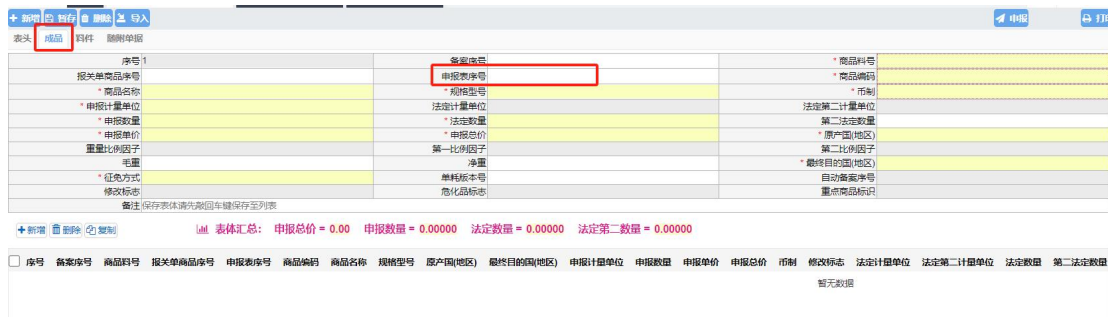 新增 暂存 删除 导入 申报 打印
表头 成品 料件 随附单据
序号 1 备案序号 * 商品料号
报关单商品序号 申报表序号 * 商品编码
* 商品名称 * 规格型号 * 币制
* 申报计量单位 法定计量单位 法定第二计量单位
* 申报数量 * 法定数量 第二法定数量
* 申报单价 * 申报总价 * 原产国(地区)
重量比例因子 第一比例因子 第二比例因子
毛重 净重 * 最终目的国(地区)
* 征免方式 单耗版本号 自动备案序号
修改标志 危化品标志 重点商品标识
备注 保存表体请先敲回车键保存至列表
新增 删除 复制 表体汇总: 申报总价 = 0.00 申报数量 = 0.00000 法定数量 = 0.00000 法定第二数量 = 0.00000
序号 备案序号 商品料号 报关单商品序号 申报表序号 商品编码 商品名称 规格型号 原产国(地区) 最终目的国(地区) 申报计量单位 申报数量 申报单价 申报总价 币制 修改标志 法定计量单位 法定第二计量单位 法定数量 第二法定数量
暂无数据